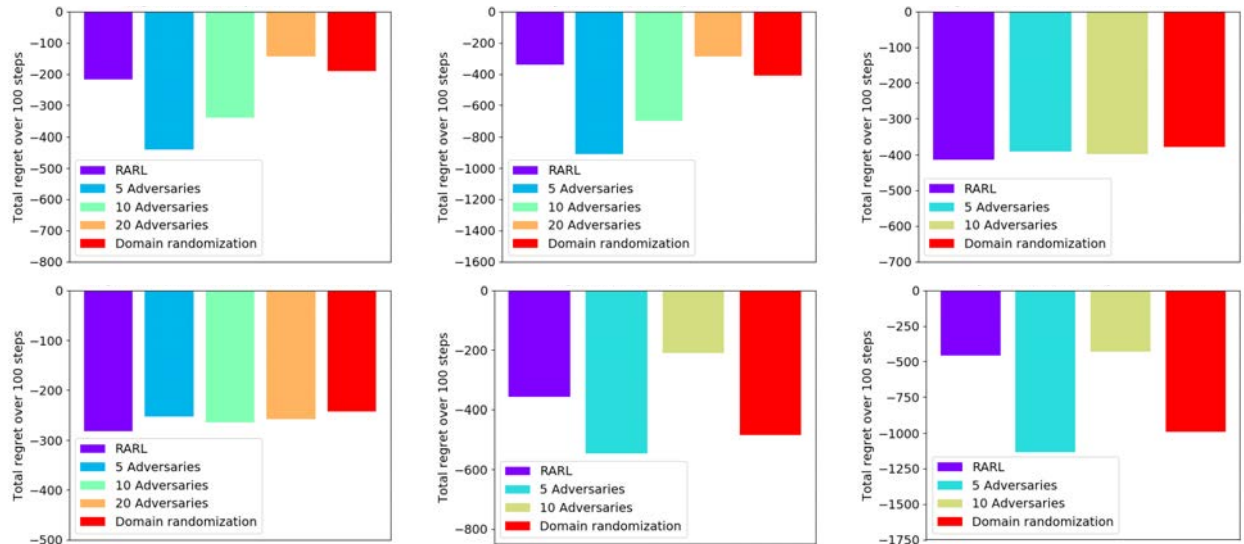 Total regret over 100 steps
0
−100
−200
−300
−400
−500
−600
−700
−800
RARL
5 Adversaries
10 Adversaries
20 Adversaries
Domain randomization
Total regret over 100 steps
0
−200
−400
−600
−800
−1000
−1200
−1400
−1600
RARL
5 Adversaries
10 Adversaries
20 Adversaries
Domain randomization
Total regret over 100 steps
0
−100
−200
−300
−400
−500
−600
−700
RARL
5 Adversaries
10 Adversaries
Domain randomization
Total regret over 100 steps
0
−100
−200
−300
−400
−500
RARL
5 Adversaries
10 Adversaries
20 Adversaries
Domain randomization
Total regret over 100 steps
0
−200
−400
−600
−800
RARL
5 Adversaries
10 Adversaries
Domain randomization
Total regret over 100 steps
0
−250
−500
−750
−1000
−1250
−1500
−1750
RARL
5 Adversaries
10 Adversaries
Domain randomization